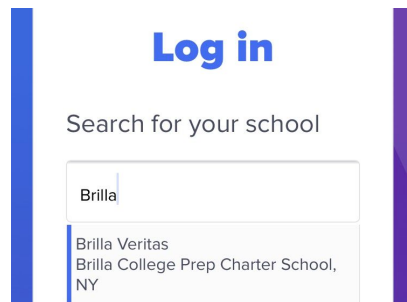 Log in
Search for your school
Brilla
Brilla Veritas
Brilla College Prep Charter School,
NY